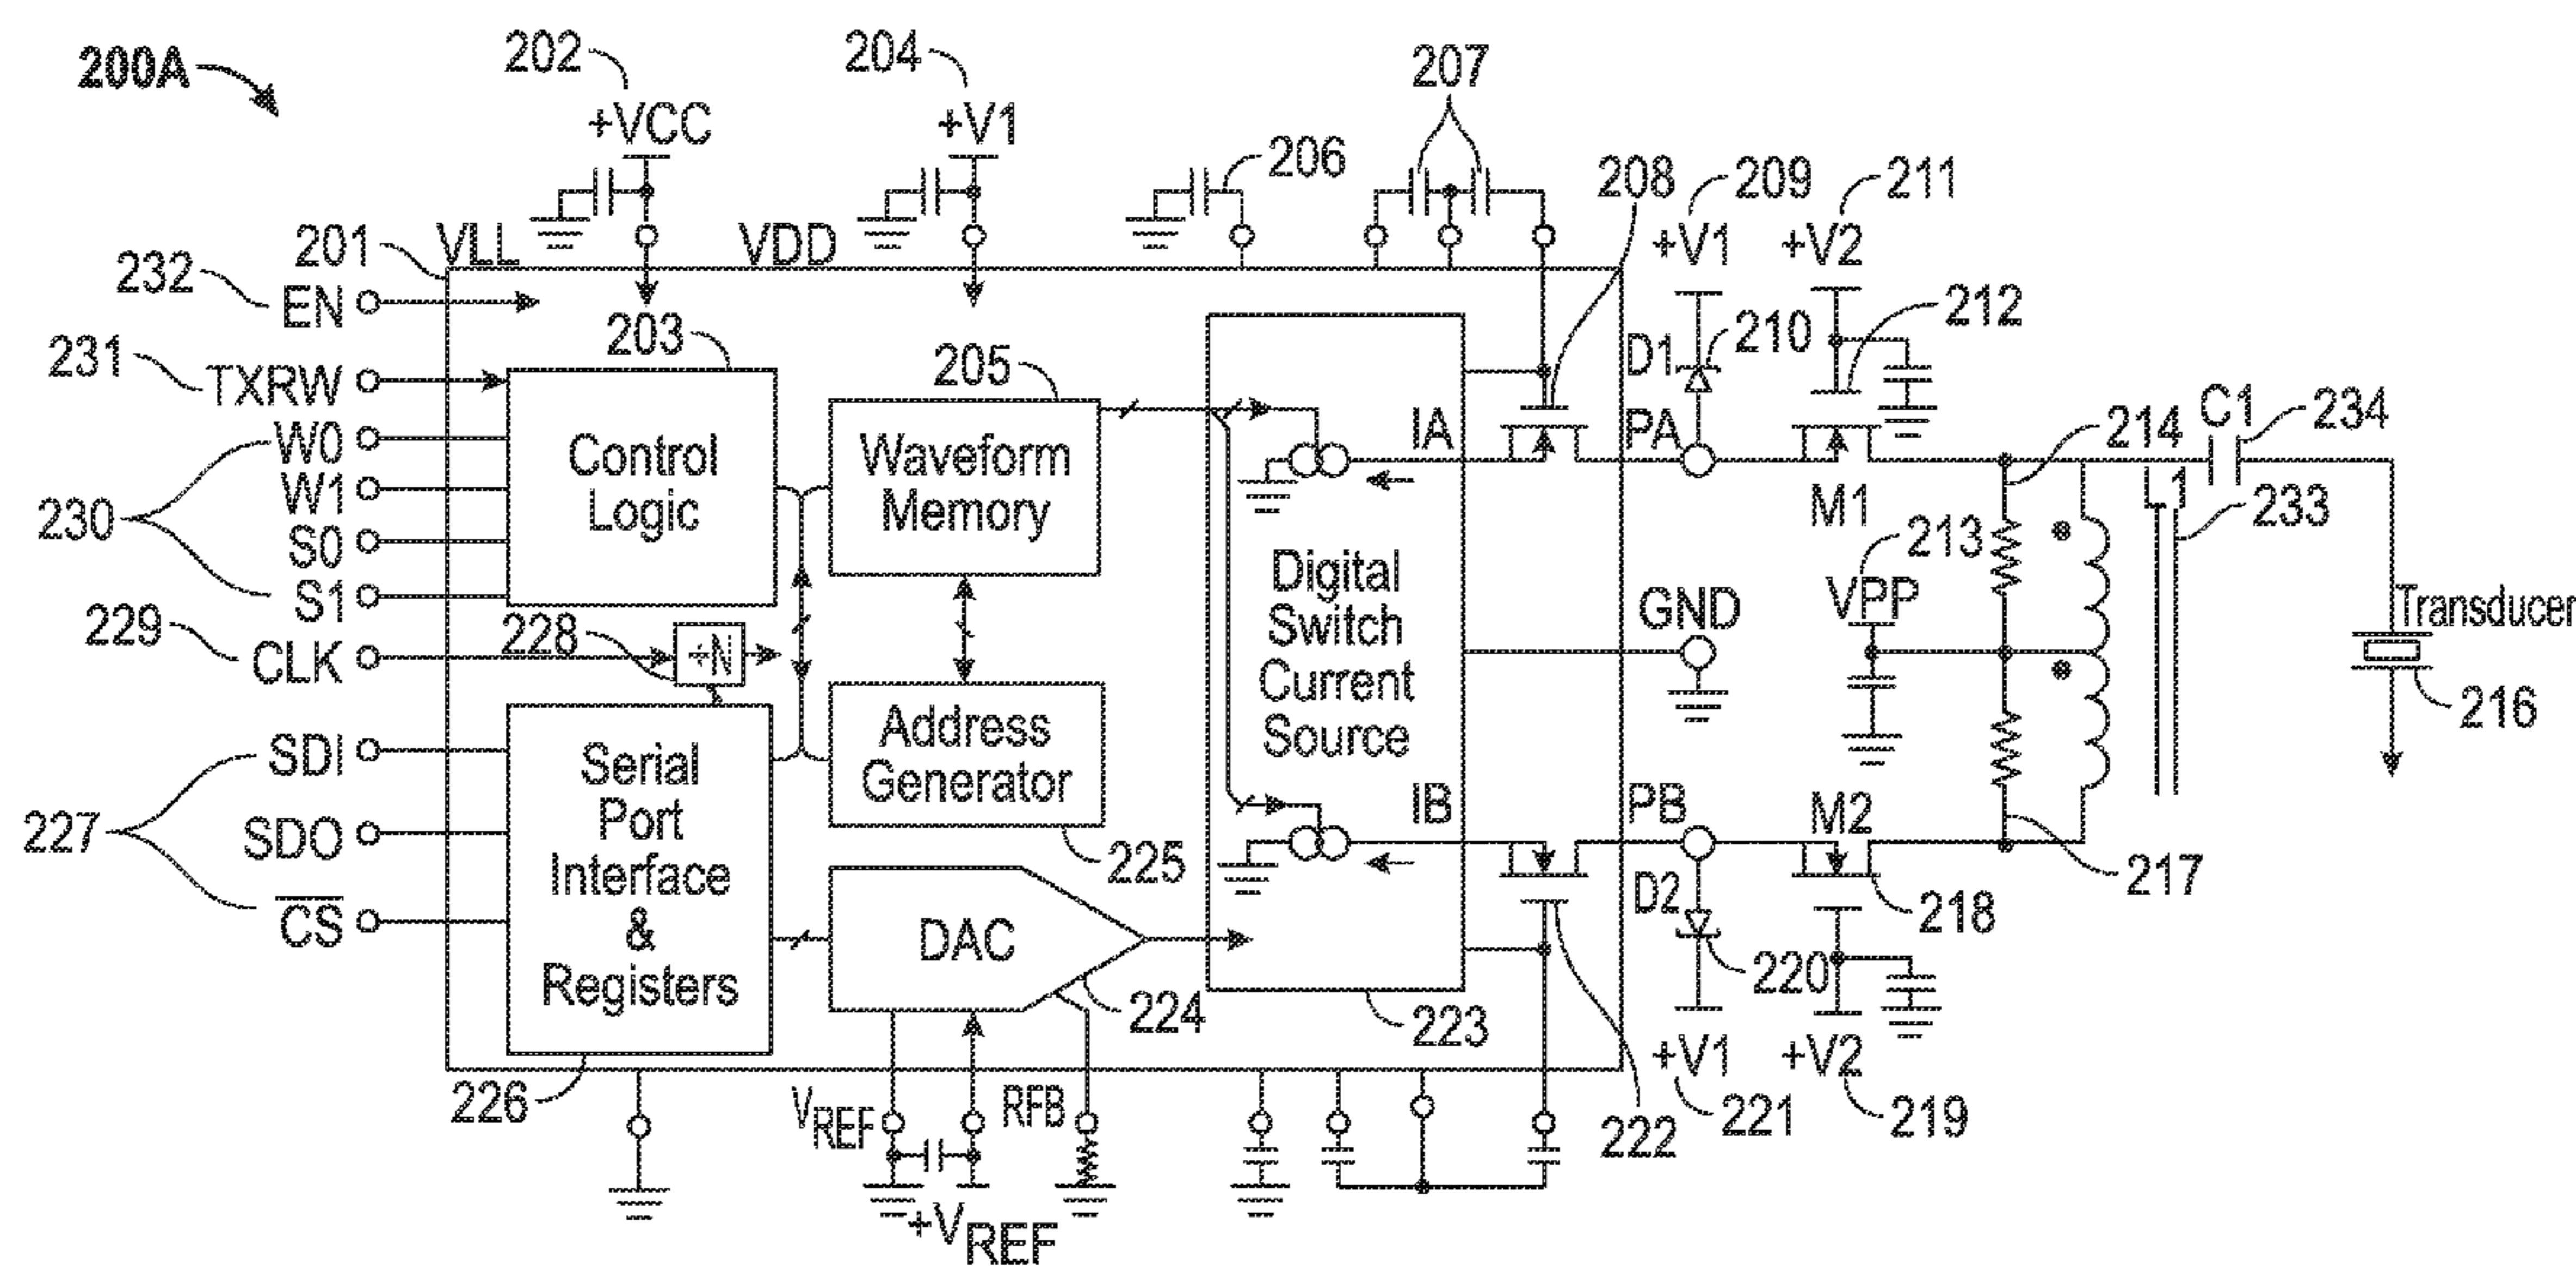 200A
202
+VCC
204
+V1
206
207
208
209
+V1
211
+V2
201
VLL
VDD
232
EN
231
TXRW
230
W0
W1
S0
S1
229
CLK
227
SDI
SDO
CS
203
Control
Logic
205
Waveform
Memory
228
÷N
Address
Generator
225
Serial
Port
Interface
&
Registers
226
DAC
224
Digital
Switch
Current
Source
223
IA
IB
PA
D1
210
212
M1
GND
213
VPP
214
C1
234
L1
233
Transducer
216
PB
M2
D2
220
218
217
222
+V1
221
+V2
219
VREF
RFB
+VREF